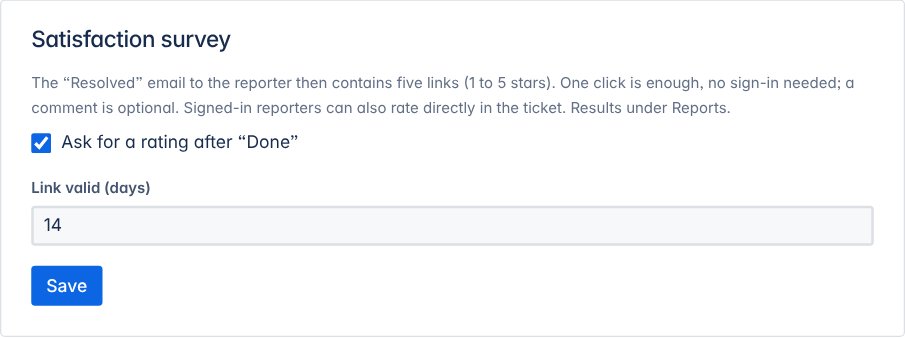 Satisfaction survey
The “Resolved” email to the reporter then contains five links (1 to 5 stars). One click is enough, no sign-in needed; a
comment is optional. Signed-in reporters can also rate directly in the ticket. Results under Reports.
Ask for a rating after “Done”
Link valid (days)
14
Save